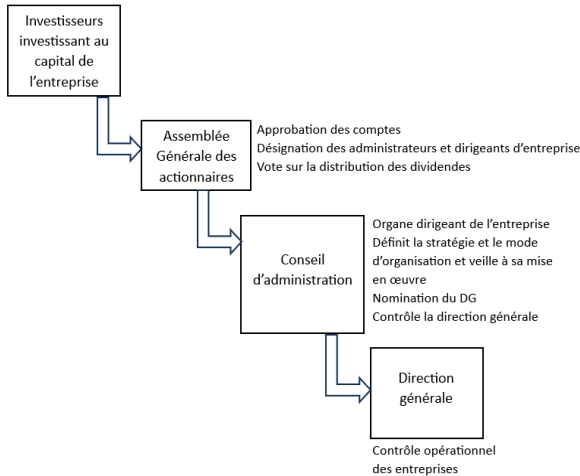 Investisseurs
investissant au
capital de
l'entreprise
Assemblée
Générale des
actionnaires
Approbation des comptes
Désignation des administrateurs et dirigeants d'entreprise
Vote sur la distribution des dividendes
Conseil
d'administration
Organe dirigeant de l'entreprise
Définit la stratégie et le mode
d'organisation et veille à sa mise
en œuvre
Nomination du DG
Contrôle la direction générale
Direction
générale
Contrôle opérationnel
des entreprises